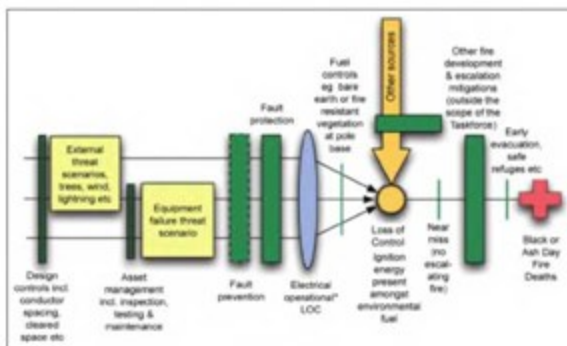 Other sources
Fuel
controls
eg bare
earth or fire
resistant
vegetation
at pole
base
Other fire
development
& escalation
mitigations
(outside the
scope of the
Taskforce)
Early
evacuation,
safe
refuges etc
Fault
protection
External
threat
scenarios,
trees, wind,
lightning etc
Equipment
failure threat
scenario
Design
controls incl.
conductor
spacing,
cleared
space etc
Asset
management
incl. inspection,
testing &
maintenance
Fault
prevention
Electrical
operational*
LOC
Loss of
Control
Ignition
energy
present
amongst
environmental
fuel
Near
miss (no
escal-
ating fire)
Black or
Ash Day
Fire
Deaths